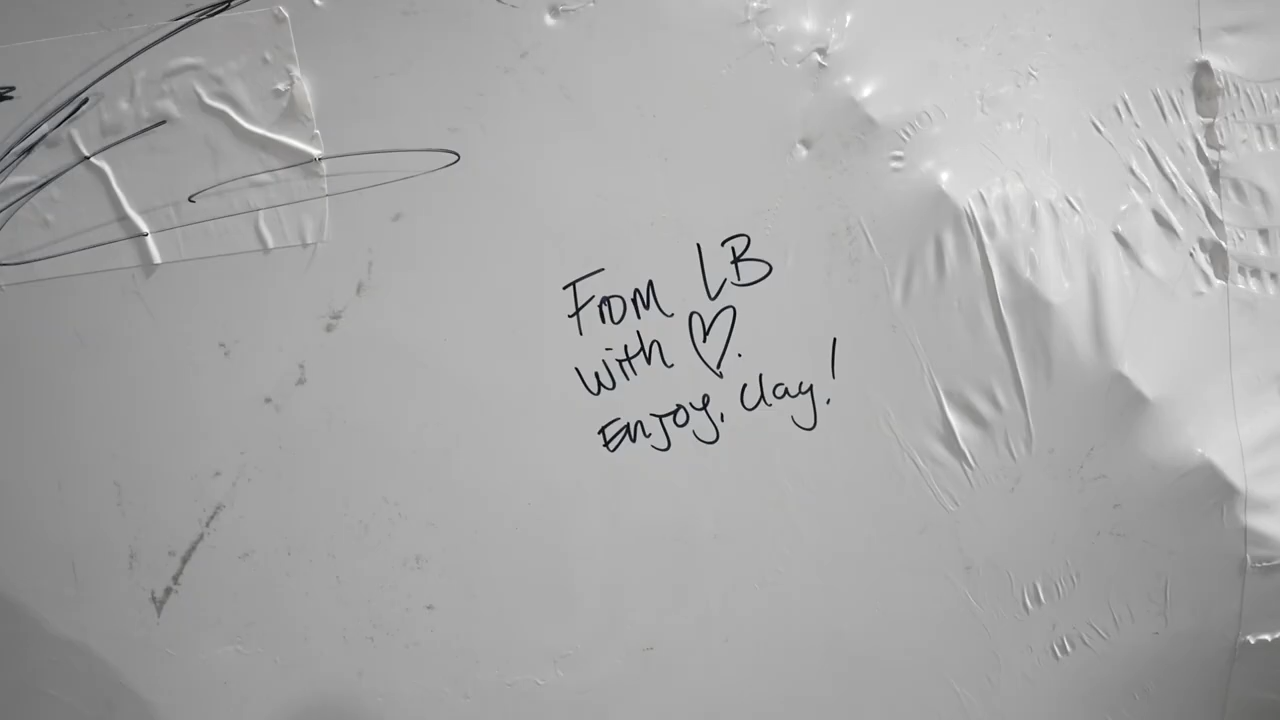 From LB
with ♡.
Enjoy, Clay!